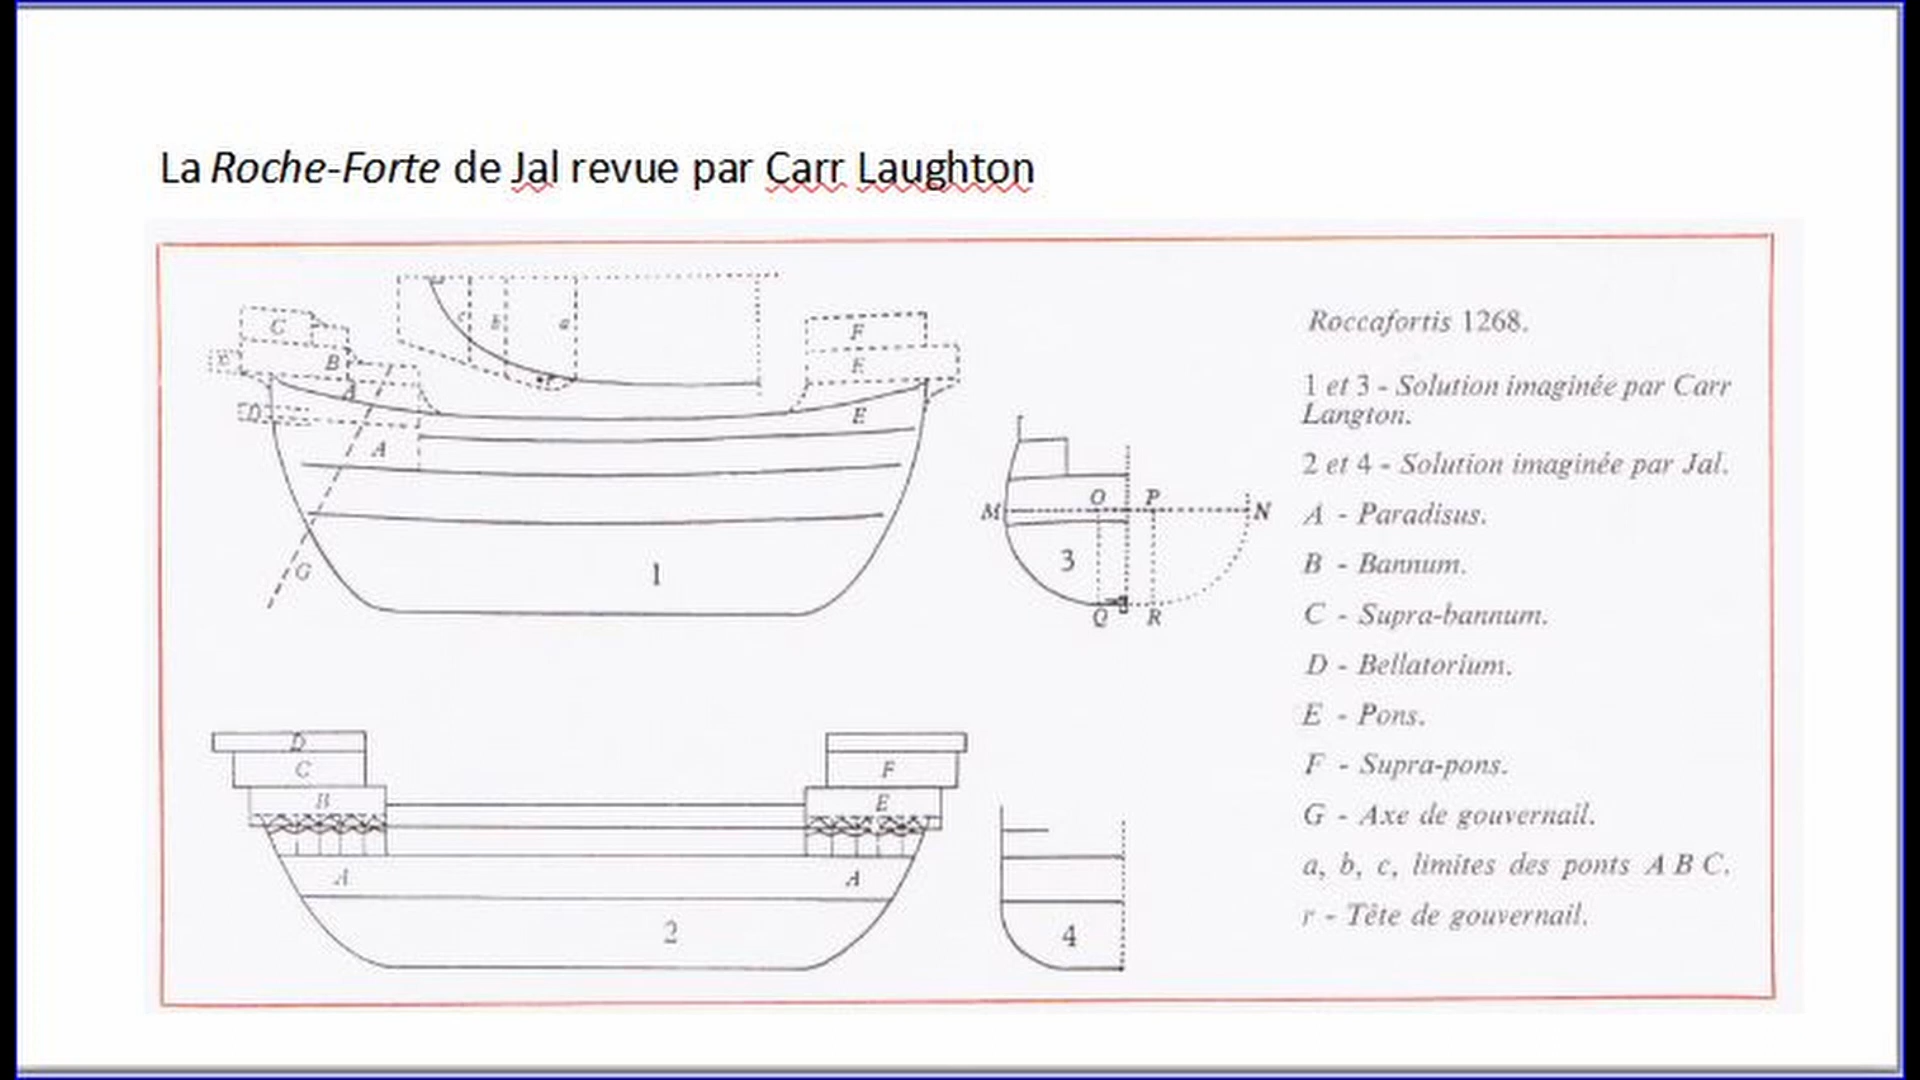 La Roche-Forte de Jal revue par Carr Laughton
C
B
D
A
G
c
b
a
r
F
E
E
1
M
O
P
N
3
Q
R
D
C
B
A
F
E
A
2
4
Roccafortis 1268.
1 et 3 - Solution imaginée par Carr
Langton.
2 et 4 - Solution imaginée par Jal.
A - Paradisus.
B - Bannum.
C - Supra-bannum.
D - Bellatorium.
E - Pons.
F - Supra-pons.
G - Axe de gouvernail.
a, b, c, limites des ponts A B C.
r - Tête de gouvernail.